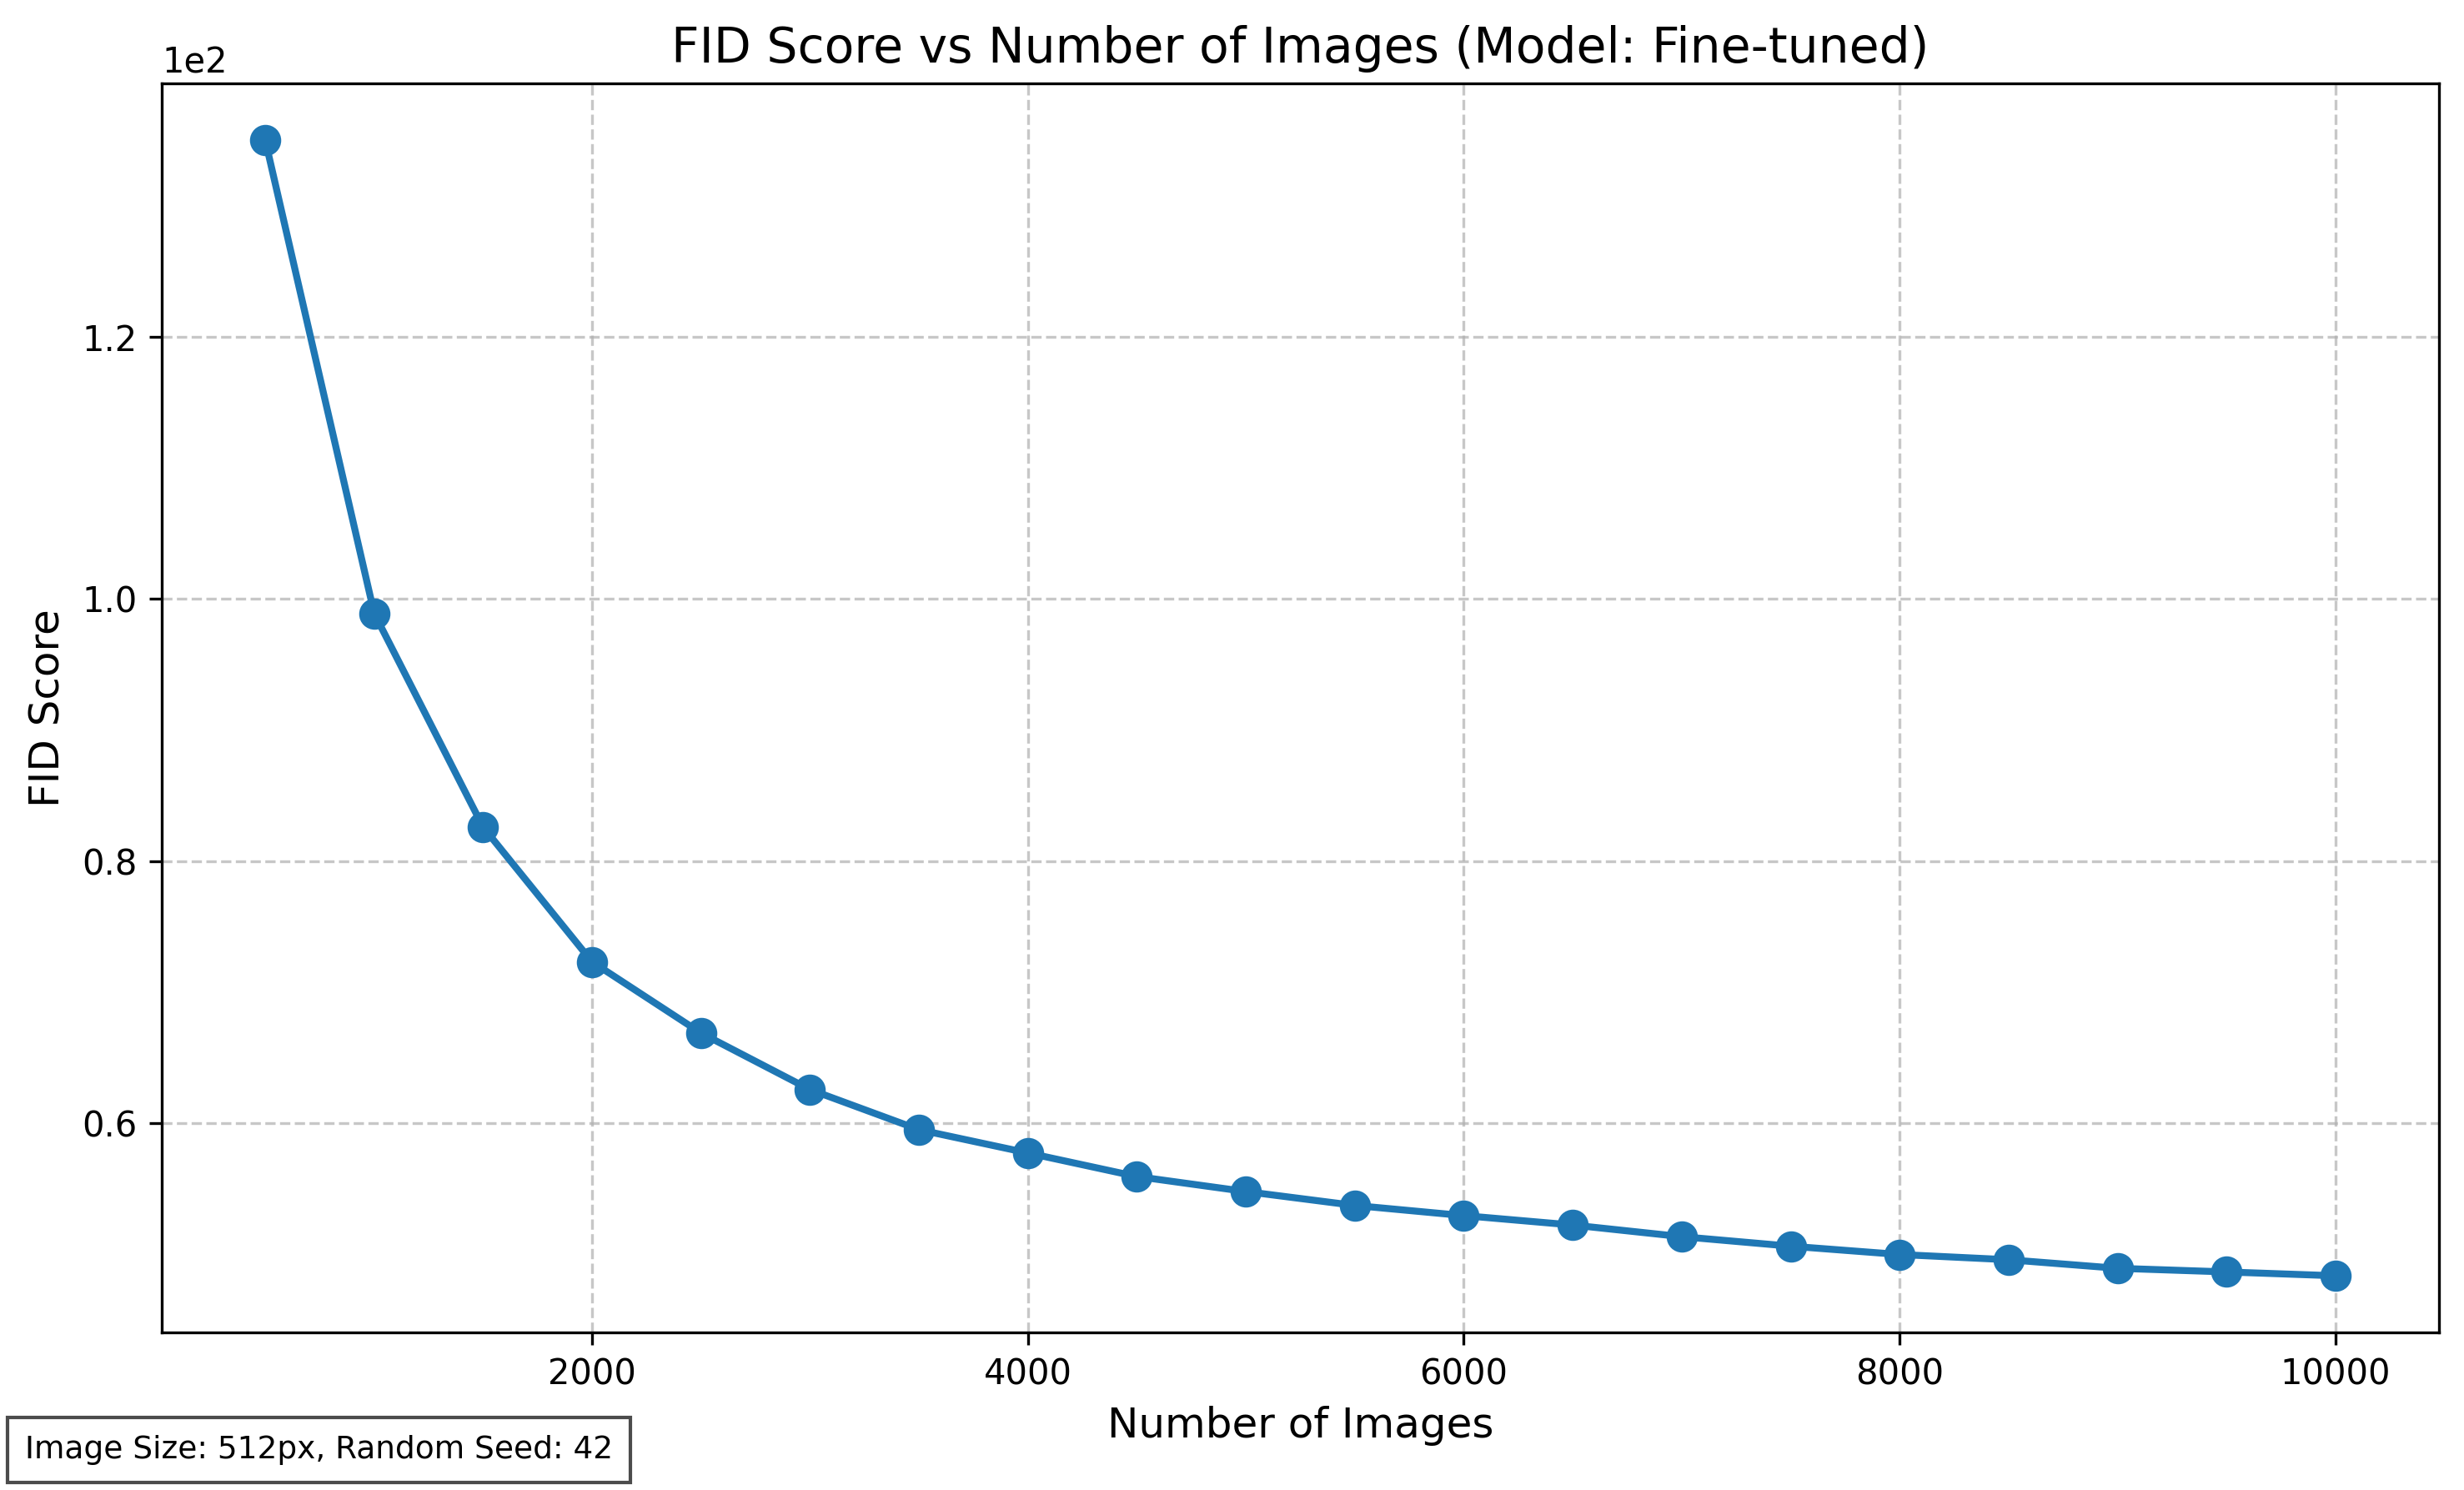 FID Score vs Number of Images (Model: Fine-tuned)
1e2
1.2
1.0
0.8
0.6
FID Score
2000 4000 6000 8000 10000
Number of Images
Image Size: 512px, Random Seed: 42